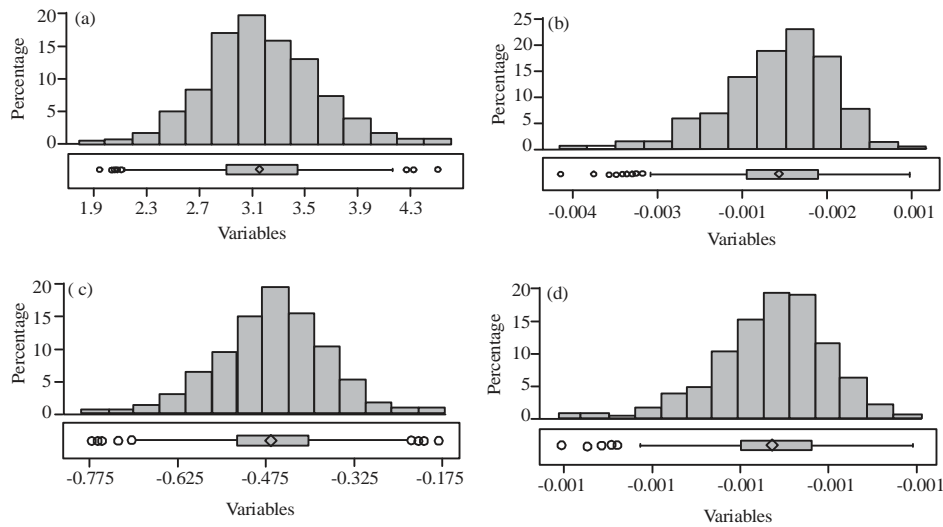 (a)
Percentage
20
15
10
5
0
1.9 2.3 2.7 3.1 3.5 3.9 4.3
Variables
(b)
Percentage
25
20
15
10
5
0
-0.004 -0.003 -0.001 -0.002 0.001
Variables
( c)
Percentage
20
15
10
5
0
-0.775 -0.625 -0.475 -0.325 -0.175
Variables
(d)
Percentage
20
15
10
5
0
-0.001 -0.001 -0.001 -0.001 -0.001
Variables